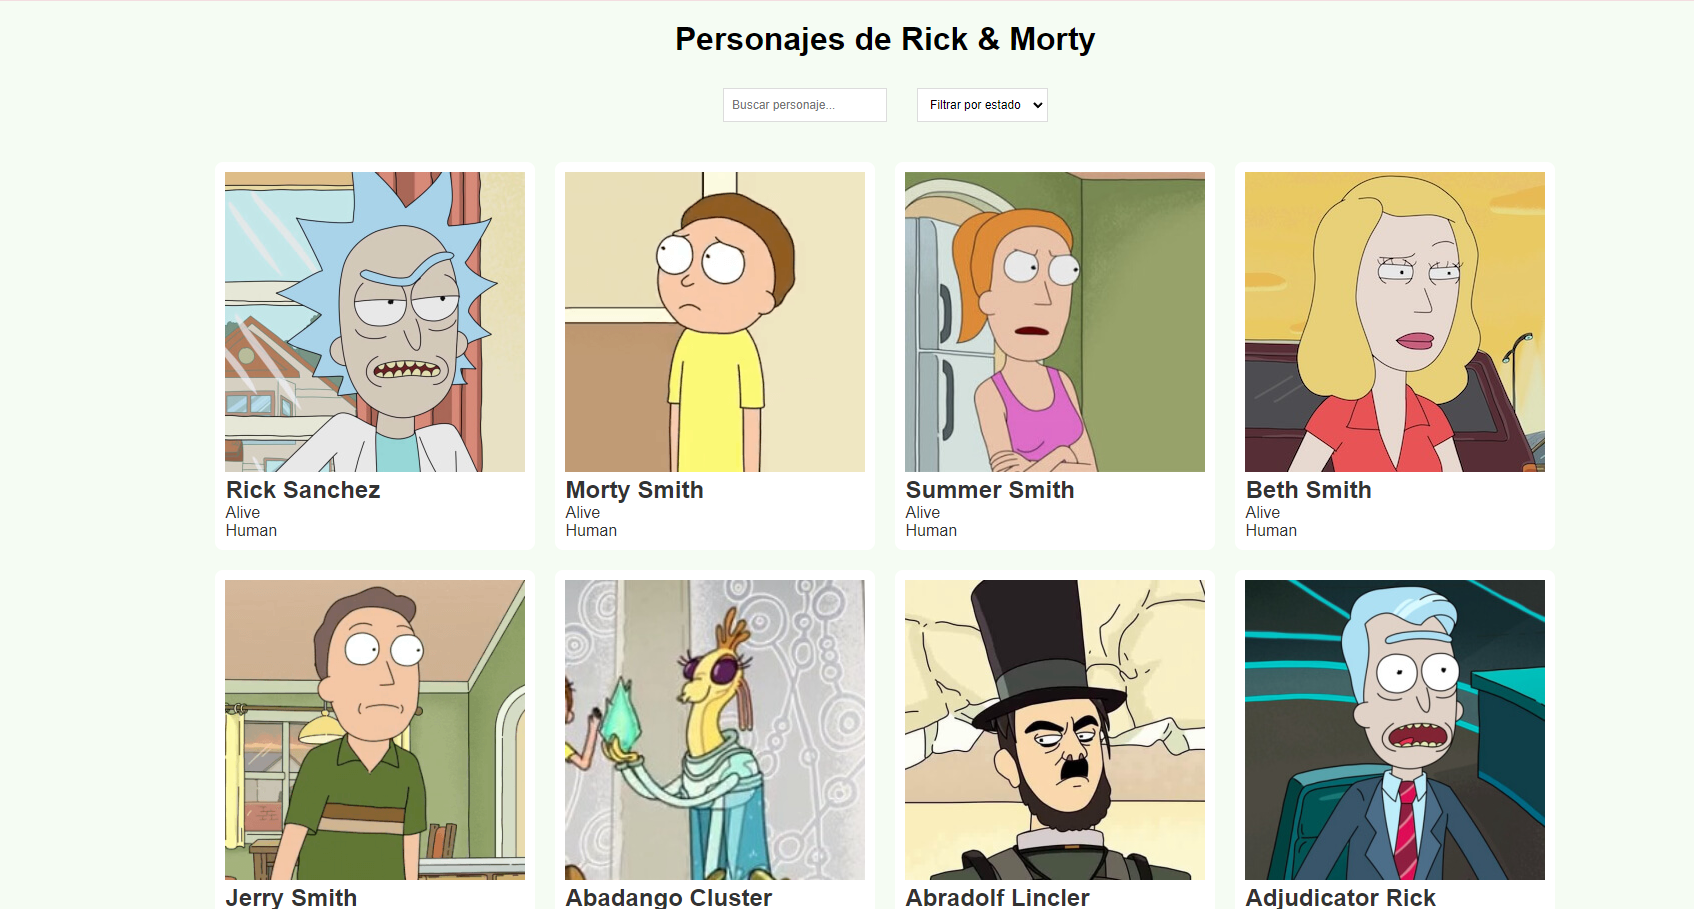 Personajes de Rick & Morty
Buscar personaje...
Filtrar por estado
Rick Sanchez
Alive
Human
Morty Smith
Alive
Human
Summer Smith
Alive
Human
Beth Smith
Alive
Human
Jerry Smith
Abadango Cluster
Abradolf Lincler
Adjudicator Rick